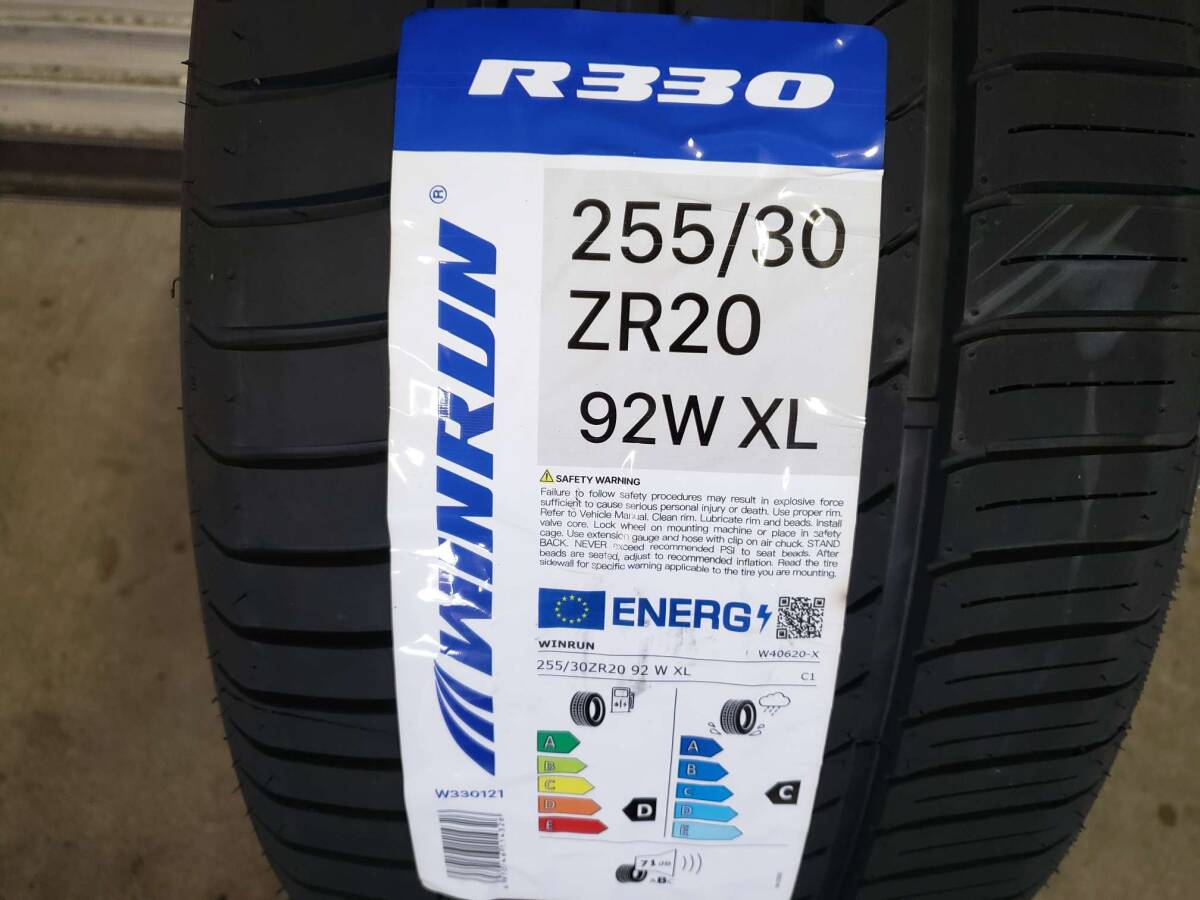 R330
WINRUN®
255/30
ZR20
92W XL
SAFETY WARNING
Failure to follow safety procedures may result in explosive force
sufficient to cause serious personal injury or death. Use proper rim.
Refer to Vehicle Manual. Clean rim. Lubricate rim and beads. Install
valve core. Lock wheel on mounting machine or place in safety
cage. Use extension gauge and hose with clip on air chuck. STAND
BACK. NEVER exceed recommended PSI to seat beads. After
beads are seated, adjust to recommended inflation. Read the tire
sidewall for specific warning applicable to the tire you are mounting.
ENERG
WINRUN W40620-X
255/30ZR20 92 W XL C1
A
B
C
D
E
D
A
B
C
D
E
C
71 dB
ABC
W330121